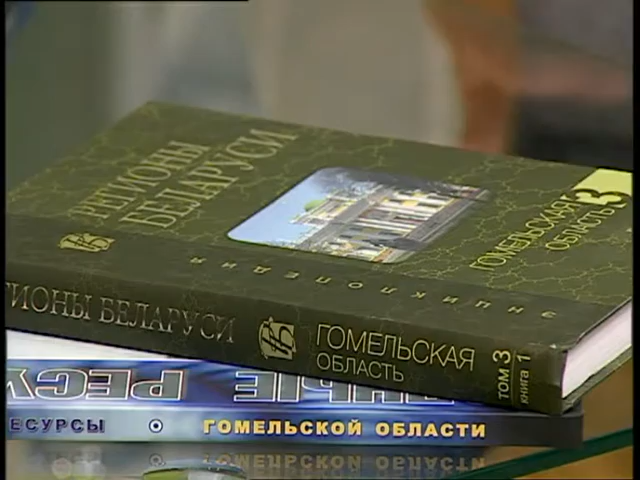 РЕГИОНЫ
БЕЛАРУСИ
3
ГОМЕЛЬСКАЯ
ОБЛАСТЬ
ЭНЦИКЛОПЕДИЯ
ГИОНЫ БЕЛАРУСИ
ГОМЕЛЬСКАЯ
ОБЛАСТЬ
ТОМ 3
книга 1
ЕСУРСЫ
ГОМЕЛЬСКОЙ ОБЛАСТИ